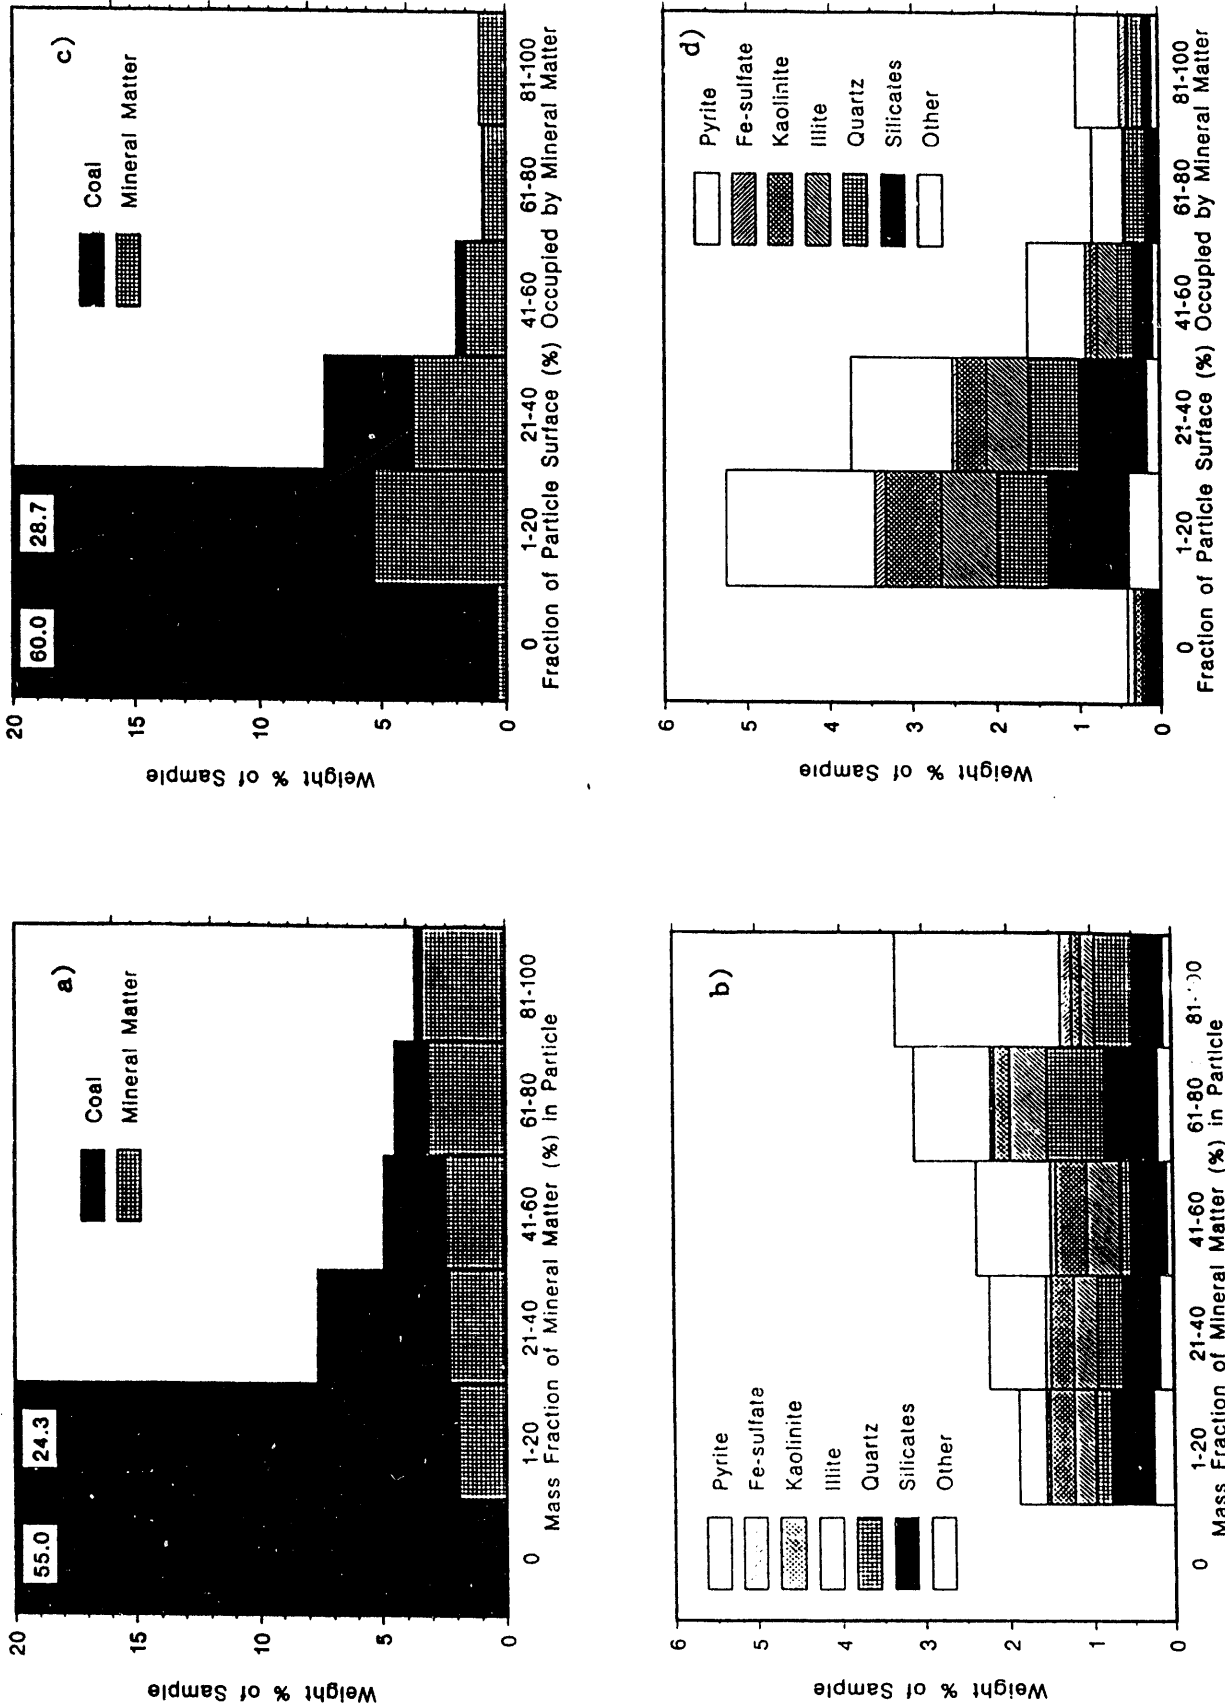 a)
20
15
10
5
0
Weight % of Sample
55.0
24.3
Coal
Mineral Matter
0 1-20 21-40 41-60 61-80 81-100
Mass Fraction of Mineral Matter (%) in Particle
b)
6
5
4
3
2
1
0
Weight % of Sample
Pyrite
Fe-sulfate
Kaolinite
Illite
Quartz
Silicates
Other
0 1-20 21-40 41-60 61-80
Mass Fraction of Mineral Matter (%) in Particle
c)
20
15
10
5
0
Weight % of Sample
60.0
28.7
Coal
Mineral Matter
0 1-20 21-40 41-60 61-80 81-100
Fraction of Particle Surface (%) Occupied by Mineral Matter
d)
6
5
4
3
2
1
0
Weight % of Sample
Pyrite
Fe-sulfate
Kaolinite
Illite
Quartz
Silicates
Other
0 1-20 21-40 41-60 61-80 81-100
Fraction of Particle Surface (%) Occupied by Mineral Matter